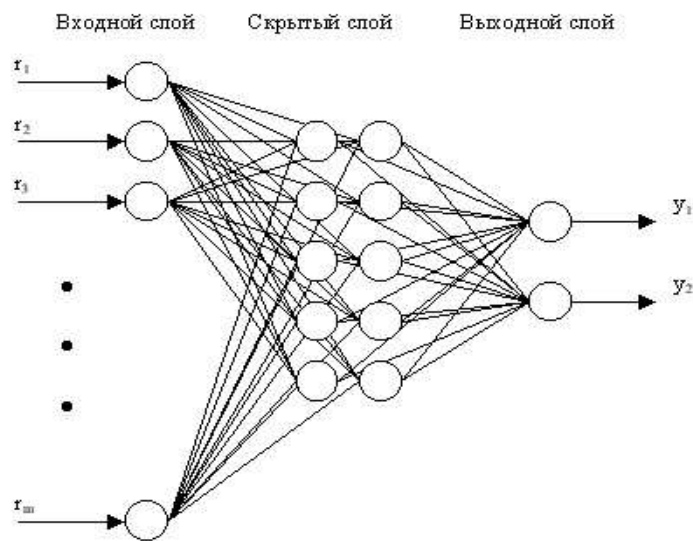 Входной слой Скрытый слой Выходной слой
r₁
r₂
r₃
y₁
y₂
rₘ